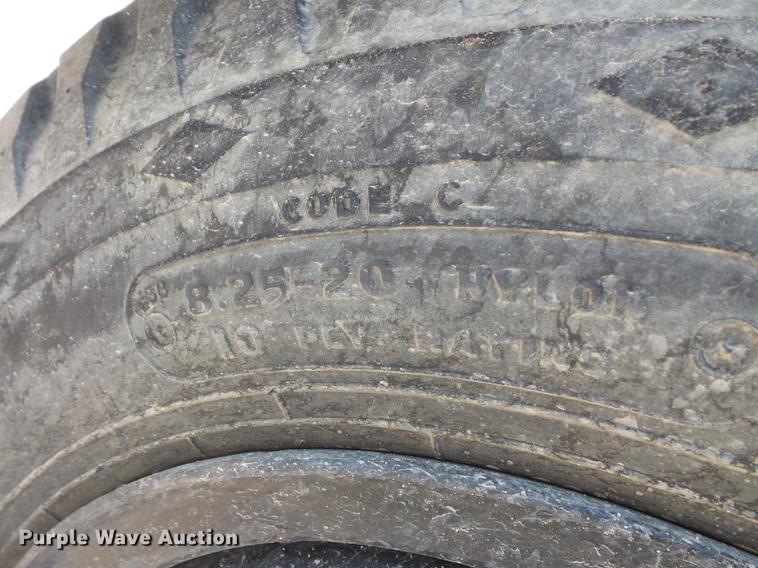 CODE C
8.25-20 NYLON
10 PLY RATING
Purple Wave Auction